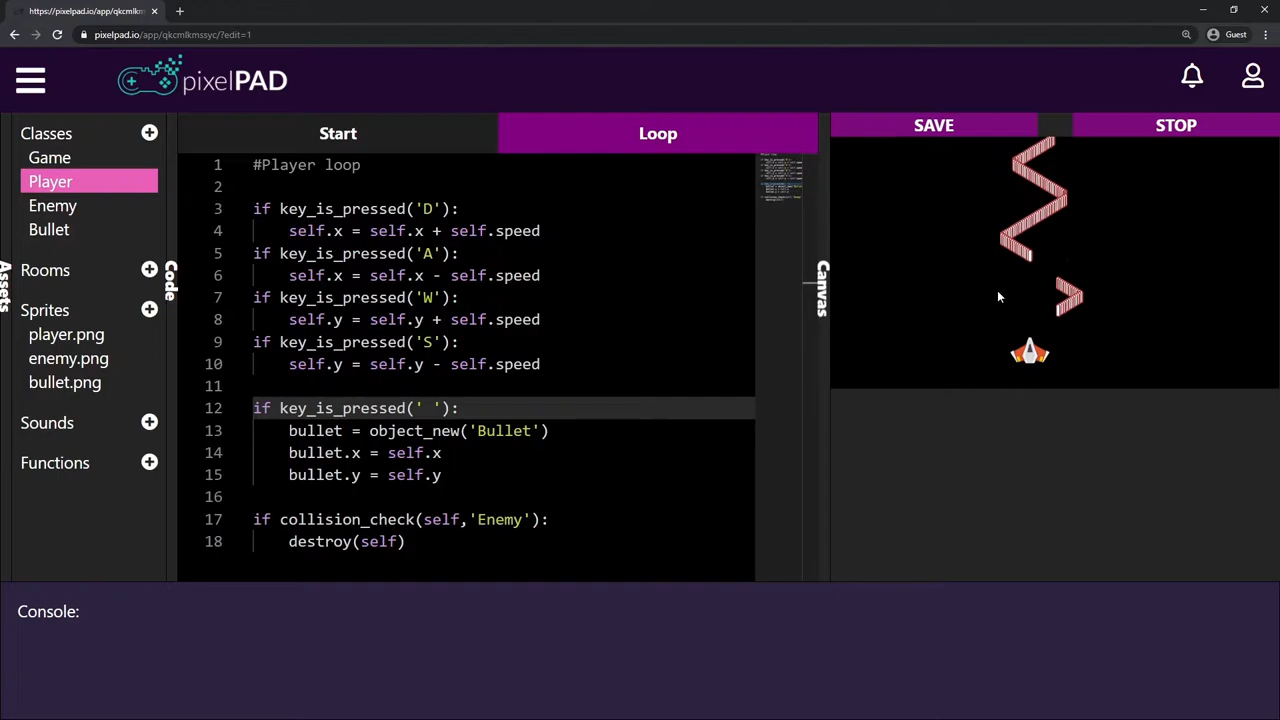 https://pixelpad.io/app/qkcmlkm
pixelpad.io/app/qkcmlkmssyc/?edit=1
Guest
pixelPAD
Classes
Game
Player
Enemy
Bullet
Rooms
Sprites
player.png
enemy.png
bullet.png
Sounds
Functions
Assets
Code
Start
Loop
1 #Player loop
2
3 if key_is_pressed('D'):
4 self.x = self.x + self.speed
5 if key_is_pressed('A'):
6 self.x = self.x - self.speed
7 if key_is_pressed('W'):
8 self.y = self.y + self.speed
9 if key_is_pressed('S'):
10 self.y = self.y - self.speed
11
12 if key_is_pressed(' '):
13 bullet = object_new('Bullet')
14 bullet.x = self.x
15 bullet.y = self.y
16
17 if collision_check(self,'Enemy'):
18 destroy(self)
Canvas
SAVE
STOP
Console: